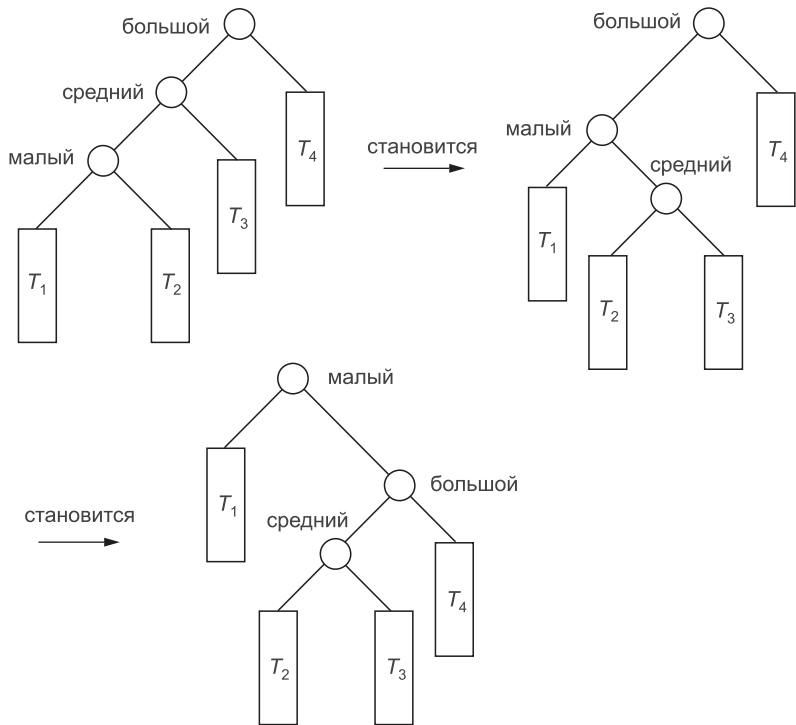 большой
средний
малый
T4
T3
T1
T2
становится
большой
малый
средний
T4
T1
T2
T3
становится
малый
большой
средний
T1
T4
T2
T3